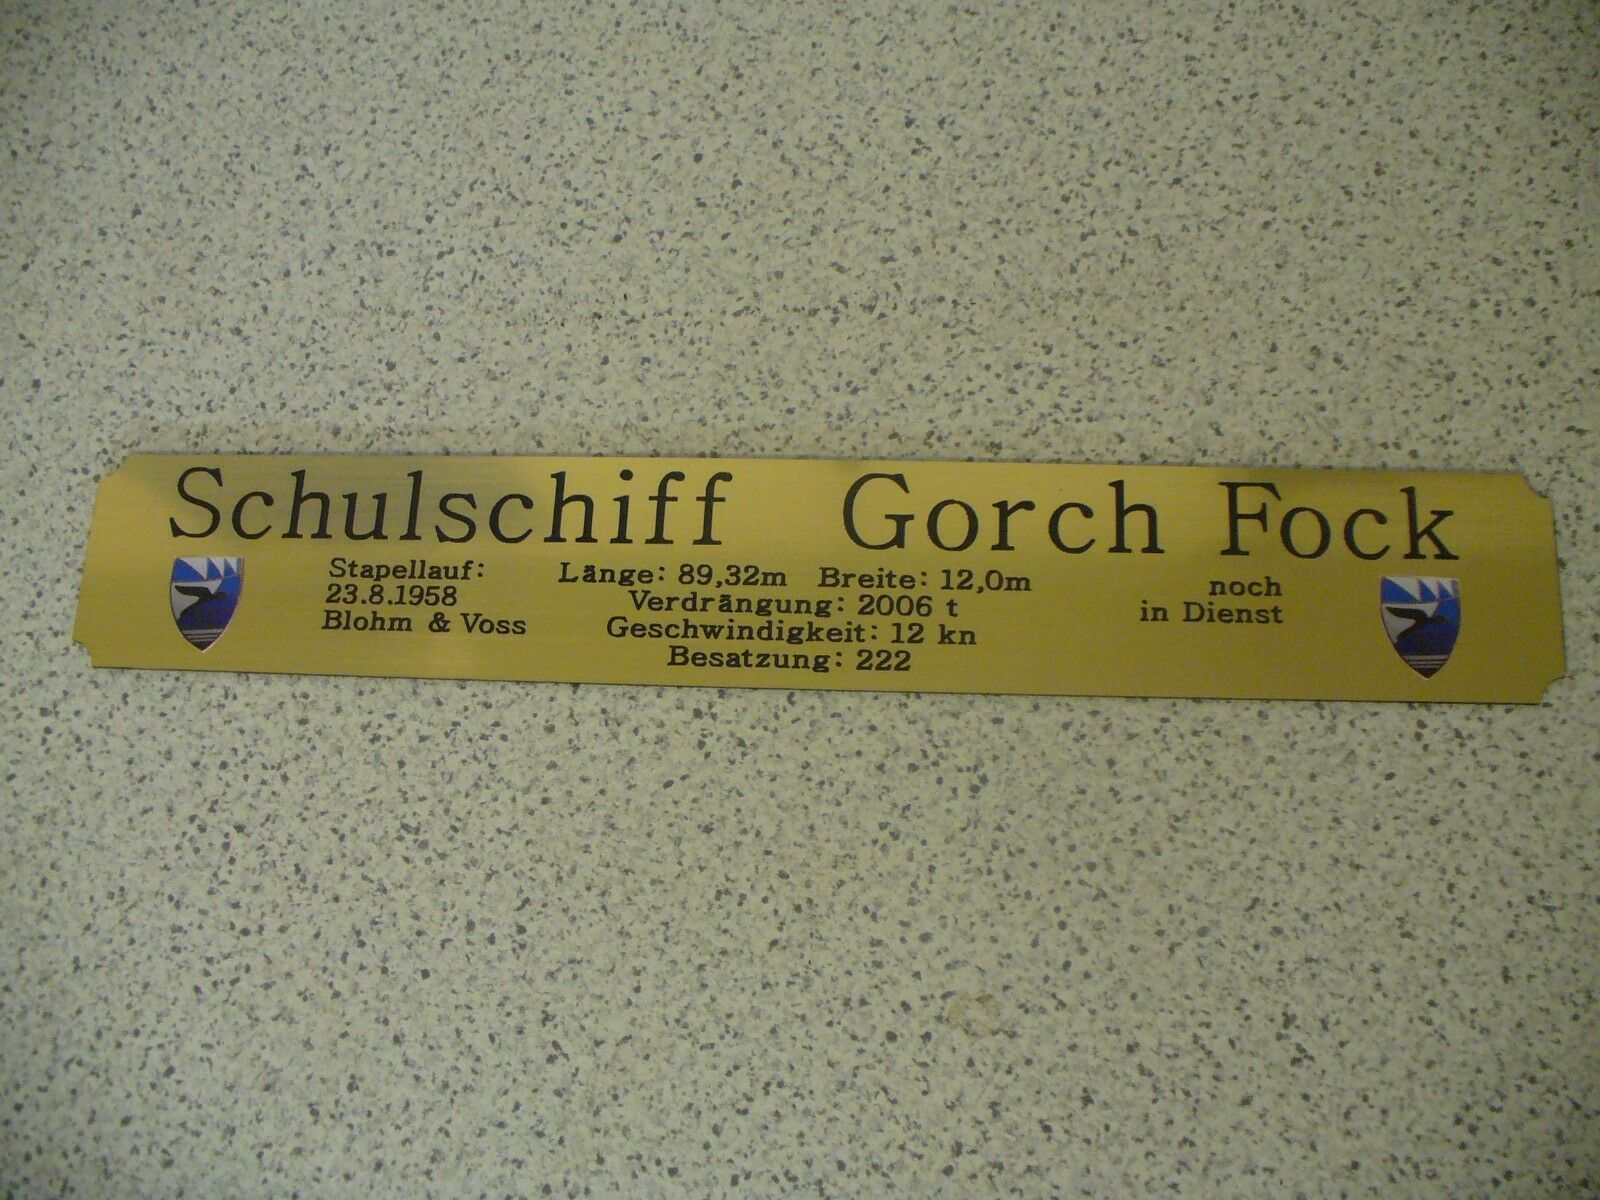 Schulschiff Gorch Fock
Stapellauf:
23.8.1958
Blohm & Voss
Länge: 89,32m Breite: 12,0m
Verdrängung: 2006 t
Geschwindigkeit: 12 kn
Besatzung: 222
noch
in Dienst